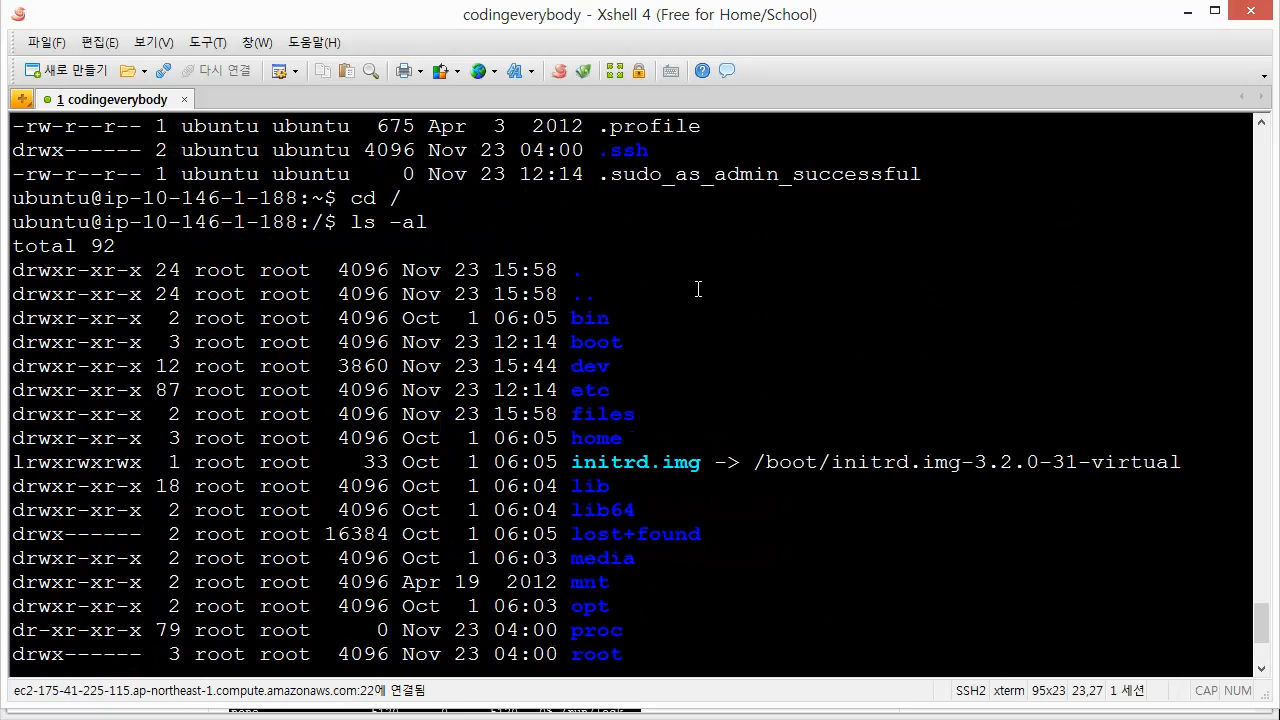 codingeverybody - Xshell 4 (Free for Home/School)
파일(F) 편집(E) 보기(V) 도구(T) 창(W) 도움말(H)
새로 만들기 다시 연결
1 codingeverybody
-rw-r--r-- 1 ubuntu ubuntu  675 Apr  3  2012 .profile
drwx------ 2 ubuntu ubuntu 4096 Nov 23 04:00 .ssh
-rw-r--r-- 1 ubuntu ubuntu    0 Nov 23 12:14 .sudo_as_admin_successful
ubuntu@ip-10-146-1-188:~$ cd /
ubuntu@ip-10-146-1-188:/$ ls -al
total 92
drwxr-xr-x 24 root root  4096 Nov 23 15:58 .
drwxr-xr-x 24 root root  4096 Nov 23 15:58 ..
drwxr-xr-x  2 root root  4096 Oct  1 06:05 bin
drwxr-xr-x  3 root root  4096 Nov 23 12:14 boot
drwxr-xr-x 12 root root  3860 Nov 23 15:44 dev
drwxr-xr-x 87 root root  4096 Nov 23 12:14 etc
drwxr-xr-x  2 root root  4096 Nov 23 15:58 files
drwxr-xr-x  3 root root  4096 Oct  1 06:05 home
lrwxrwxrwx  1 root root    33 Oct  1 06:05 initrd.img -> /boot/initrd.img-3.2.0-31-virtual
drwxr-xr-x 18 root root  4096 Oct  1 06:04 lib
drwxr-xr-x  2 root root  4096 Oct  1 06:04 lib64
drwx------  2 root root 16384 Oct  1 06:05 lost+found
drwxr-xr-x  2 root root  4096 Oct  1 06:03 media
drwxr-xr-x  2 root root  4096 Apr 19  2012 mnt
drwxr-xr-x  2 root root  4096 Oct  1 06:03 opt
dr-xr-xr-x 79 root root     0 Nov 23 04:00 proc
drwx------  3 root root  4096 Nov 23 04:00 root
ec2-175-41-225-115.ap-northeast-1.compute.amazonaws.com:22에 연결됨 SSH2 xterm 95x23 23,27 1 세션 CAP NUM